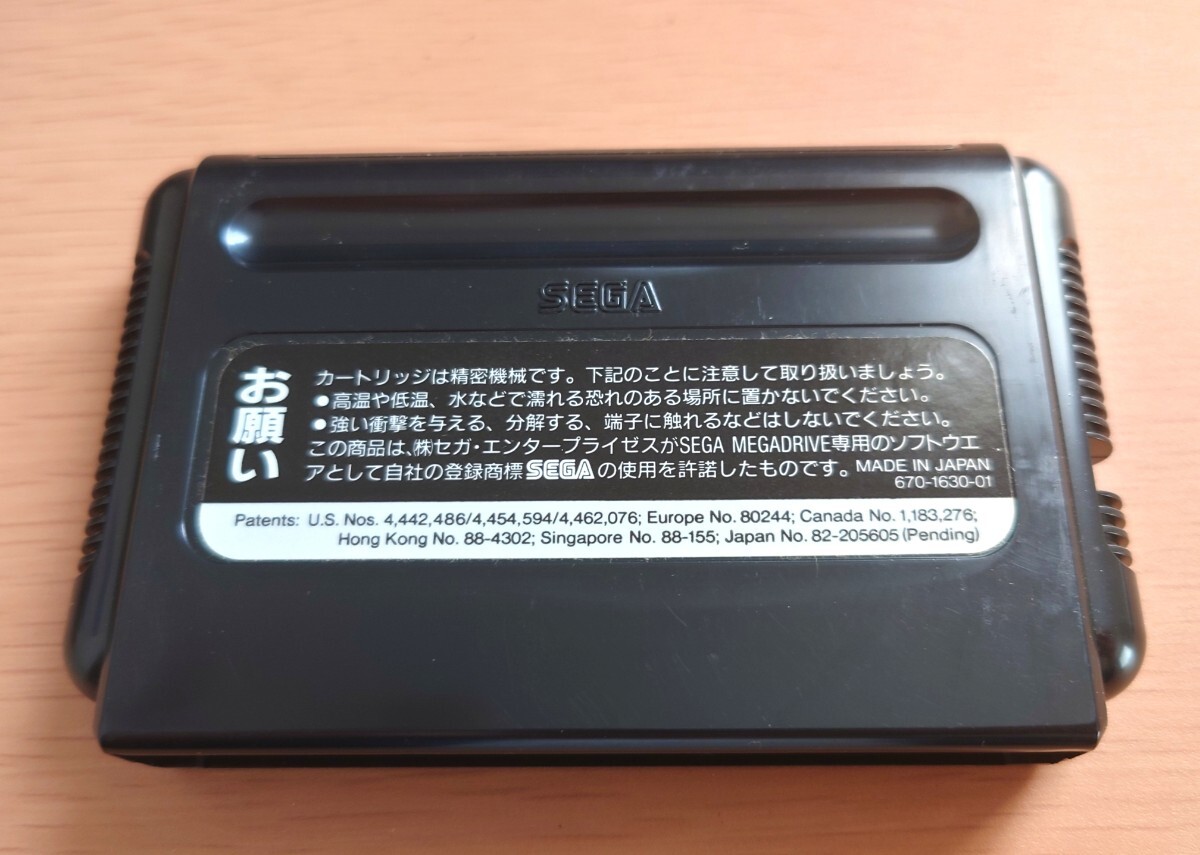 SEGA
お願い
カートリッジは精密機械です。下記のことに注意して取り扱いましょう。
●高温や低温、水などで濡れる恐れのある場所に置かないでください。
●強い衝撃を与える、分解する、端子に触れるなどはしないでください。
この商品は、㈱セガ・エンタープライゼスがSEGA MEGADRIVE専用のソフトウエ
アとして自社の登録商標SEGAの使用を許諾したものです。MADE IN JAPAN
670-1630-01
Patents: U.S. Nos. 4,442,486/4,454,594/4,462,076; Europe No. 80244; Canada No. 1,183,276;
Hong Kong No. 88-4302; Singapore No. 88-155; Japan No. 82-205605 (Pending)